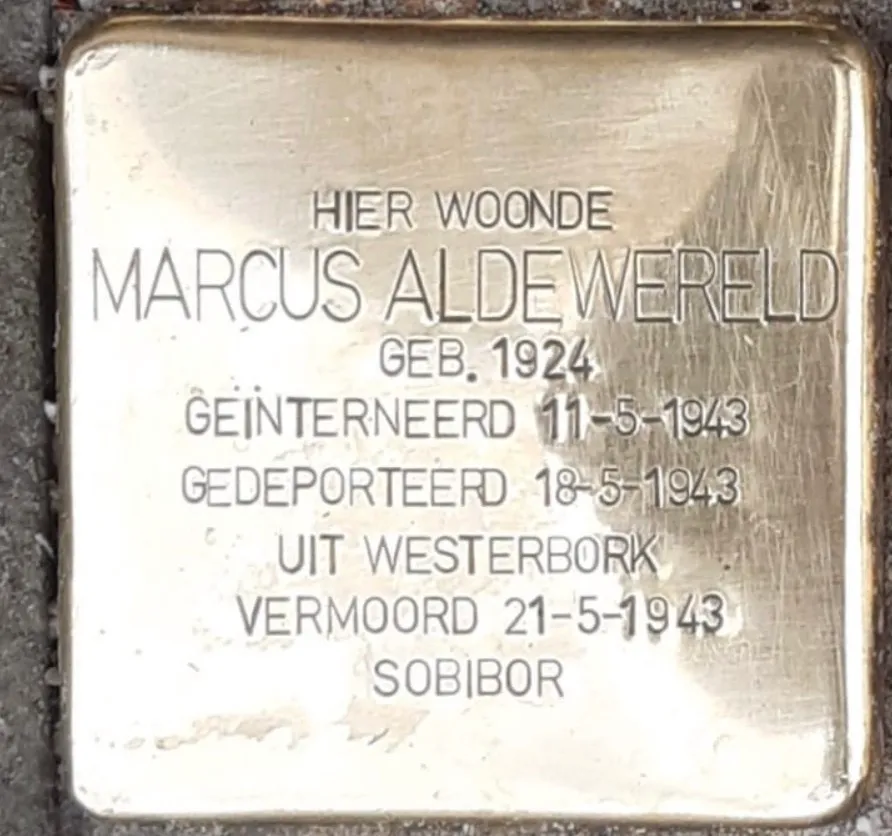 HIER WOONDE
MARCUS ALDEWERELD
GEB. 1924
GEÏNTERNEERD 11-5-1943
GEDEPORTEERD 18-5-1943
UIT WESTERBORK
VERMOORD 21-5-1943
SOBIBOR